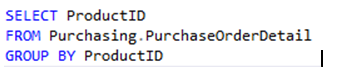 SELECT ProductID
FROM Purchasing.PurchaseOrderDetail
GROUP BY ProductID